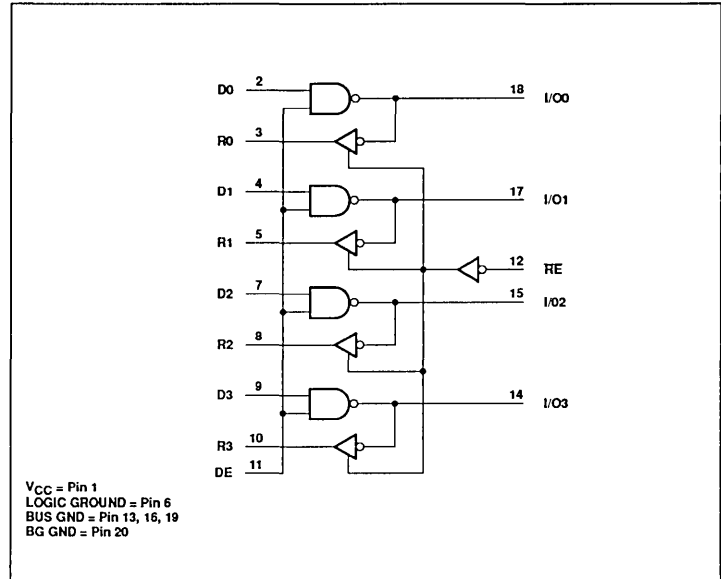 D0 2 18 I/O0
R0 3
D1 4 17 I/O1
R1 5
12 R̅E̅
D2 7 15 I/02
R2 8
D3 9 14 I/O3
R3 10
DE 11
VCC = Pin 1
LOGIC GROUND = Pin 6
BUS GND = Pin 13, 16, 19
BG GND = Pin 20